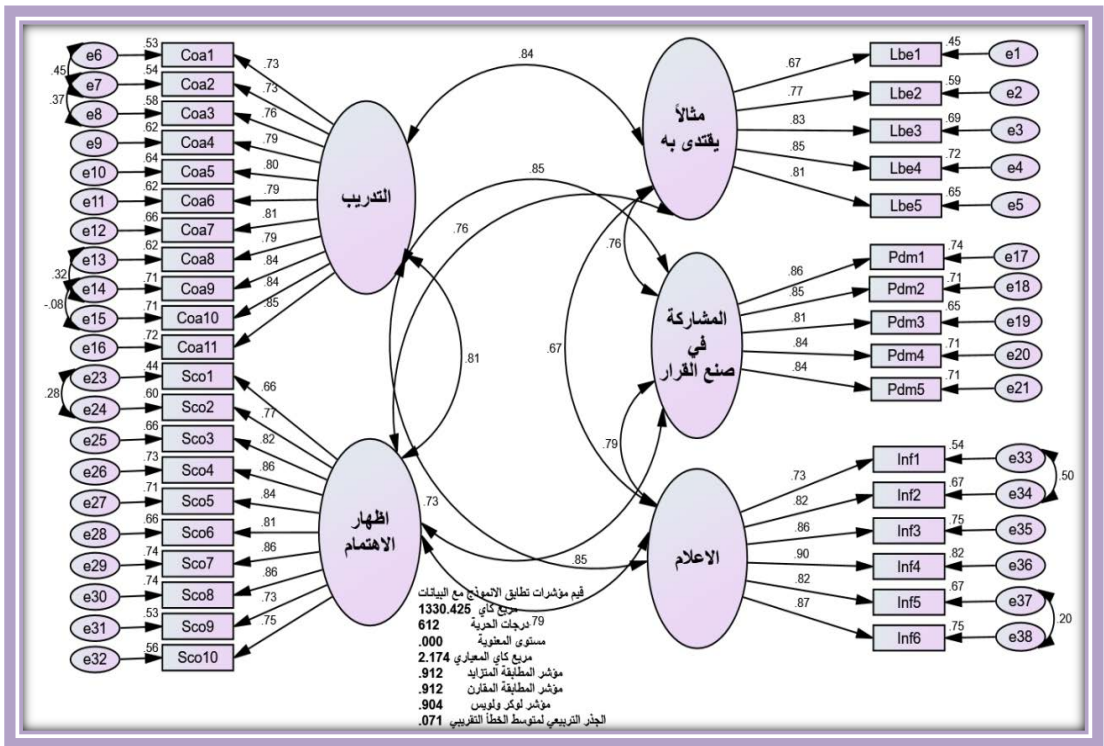 e6 .53 Coa1 .73
.45
e7 .54 Coa2 .73
.37
e8 .58 Coa3 .76
e9 .62 Coa4 .79
e10 .64 Coa5 .80
e11 .62 Coa6 .79
e12 .66 Coa7 .81
e13 .62 Coa8 .79
.32
e14 .71 Coa9 .84
-.08
e15 .71 Coa10 .84
e16 .72 Coa11 .85
التدريب
e23 .44 Sco1 .66
.28
e24 .60 Sco2 .77
e25 .66 Sco3 .82
e26 .73 Sco4 .86
e27 .71 Sco5 .84
e28 .66 Sco6 .81
e29 .74 Sco7 .86
e30 .74 Sco8 .86
e31 .53 Sco9 .73
e32 .56 Sco10 .75
اظهار
الاهتمام
.84
.85
.76
.76
.81
.67
.79
.73
.85
.79
مثالاً
يقتدى به
.67 Lbe1 .45 e1
.77 Lbe2 .59 e2
.83 Lbe3 .69 e3
.85 Lbe4 .72 e4
.81 Lbe5 .65 e5
المشاركة
في
صنع القرار
.86 Pdm1 .74 e17
.85 Pdm2 .71 e18
.81 Pdm3 .65 e19
.84 Pdm4 .71 e20
.84 Pdm5 .71 e21
الاعلام
.73 Inf1 .54 e33
.50
.82 Inf2 .67 e34
.86 Inf3 .75 e35
.90 Inf4 .82 e36
.82 Inf5 .67 e37
.20
.87 Inf6 .75 e38
قيم مؤشرات تطابق الانموذج مع البيانات
مربع كاي 1330.425
درجات الحرية 612
مستوى المعنوية .000
مربع كاي المعياري 2.174
مؤشر المطابقة المتزايد .912
مؤشر المطابقة المقارن .912
مؤشر لوكر ولويس .904
الجذر التربيعي لمتوسط الخطأ التقريبي .071